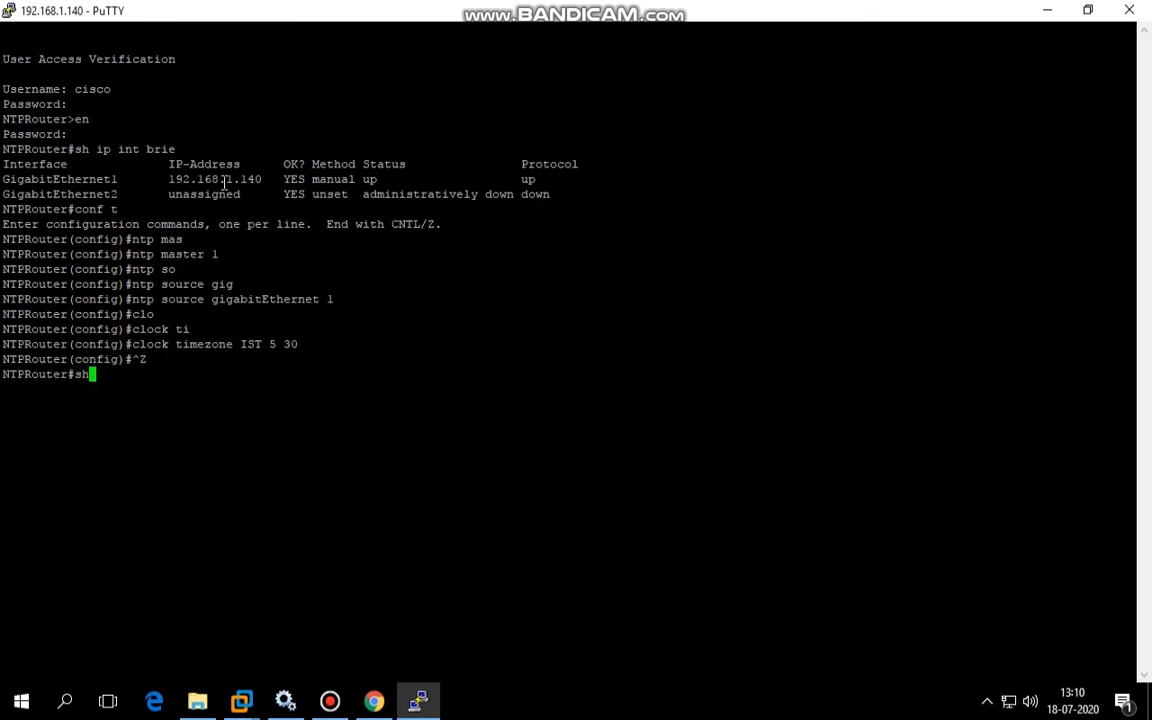 192.168.1.140 - PuTTY
www.BANDICAM.com
User Access Verification
Username: cisco
Password:
NTPRouter>en
Password:
NTPRouter#sh ip int brie
Interface IP-Address OK? Method Status Protocol
GigabitEthernet1 192.168.1.140 YES manual up up
GigabitEthernet2 unassigned YES unset administratively down down
NTPRouter#conf t
Enter configuration commands, one per line. End with CNTL/Z.
NTPRouter(config)#ntp mas
NTPRouter(config)#ntp master 1
NTPRouter(config)#ntp so
NTPRouter(config)#ntp source gig
NTPRouter(config)#ntp source gigabitEthernet 1
NTPRouter(config)#clo
NTPRouter(config)#clock ti
NTPRouter(config)#clock timezone IST 5 30
NTPRouter(config)#^Z
NTPRouter#sh
13:10
18-07-2020
1